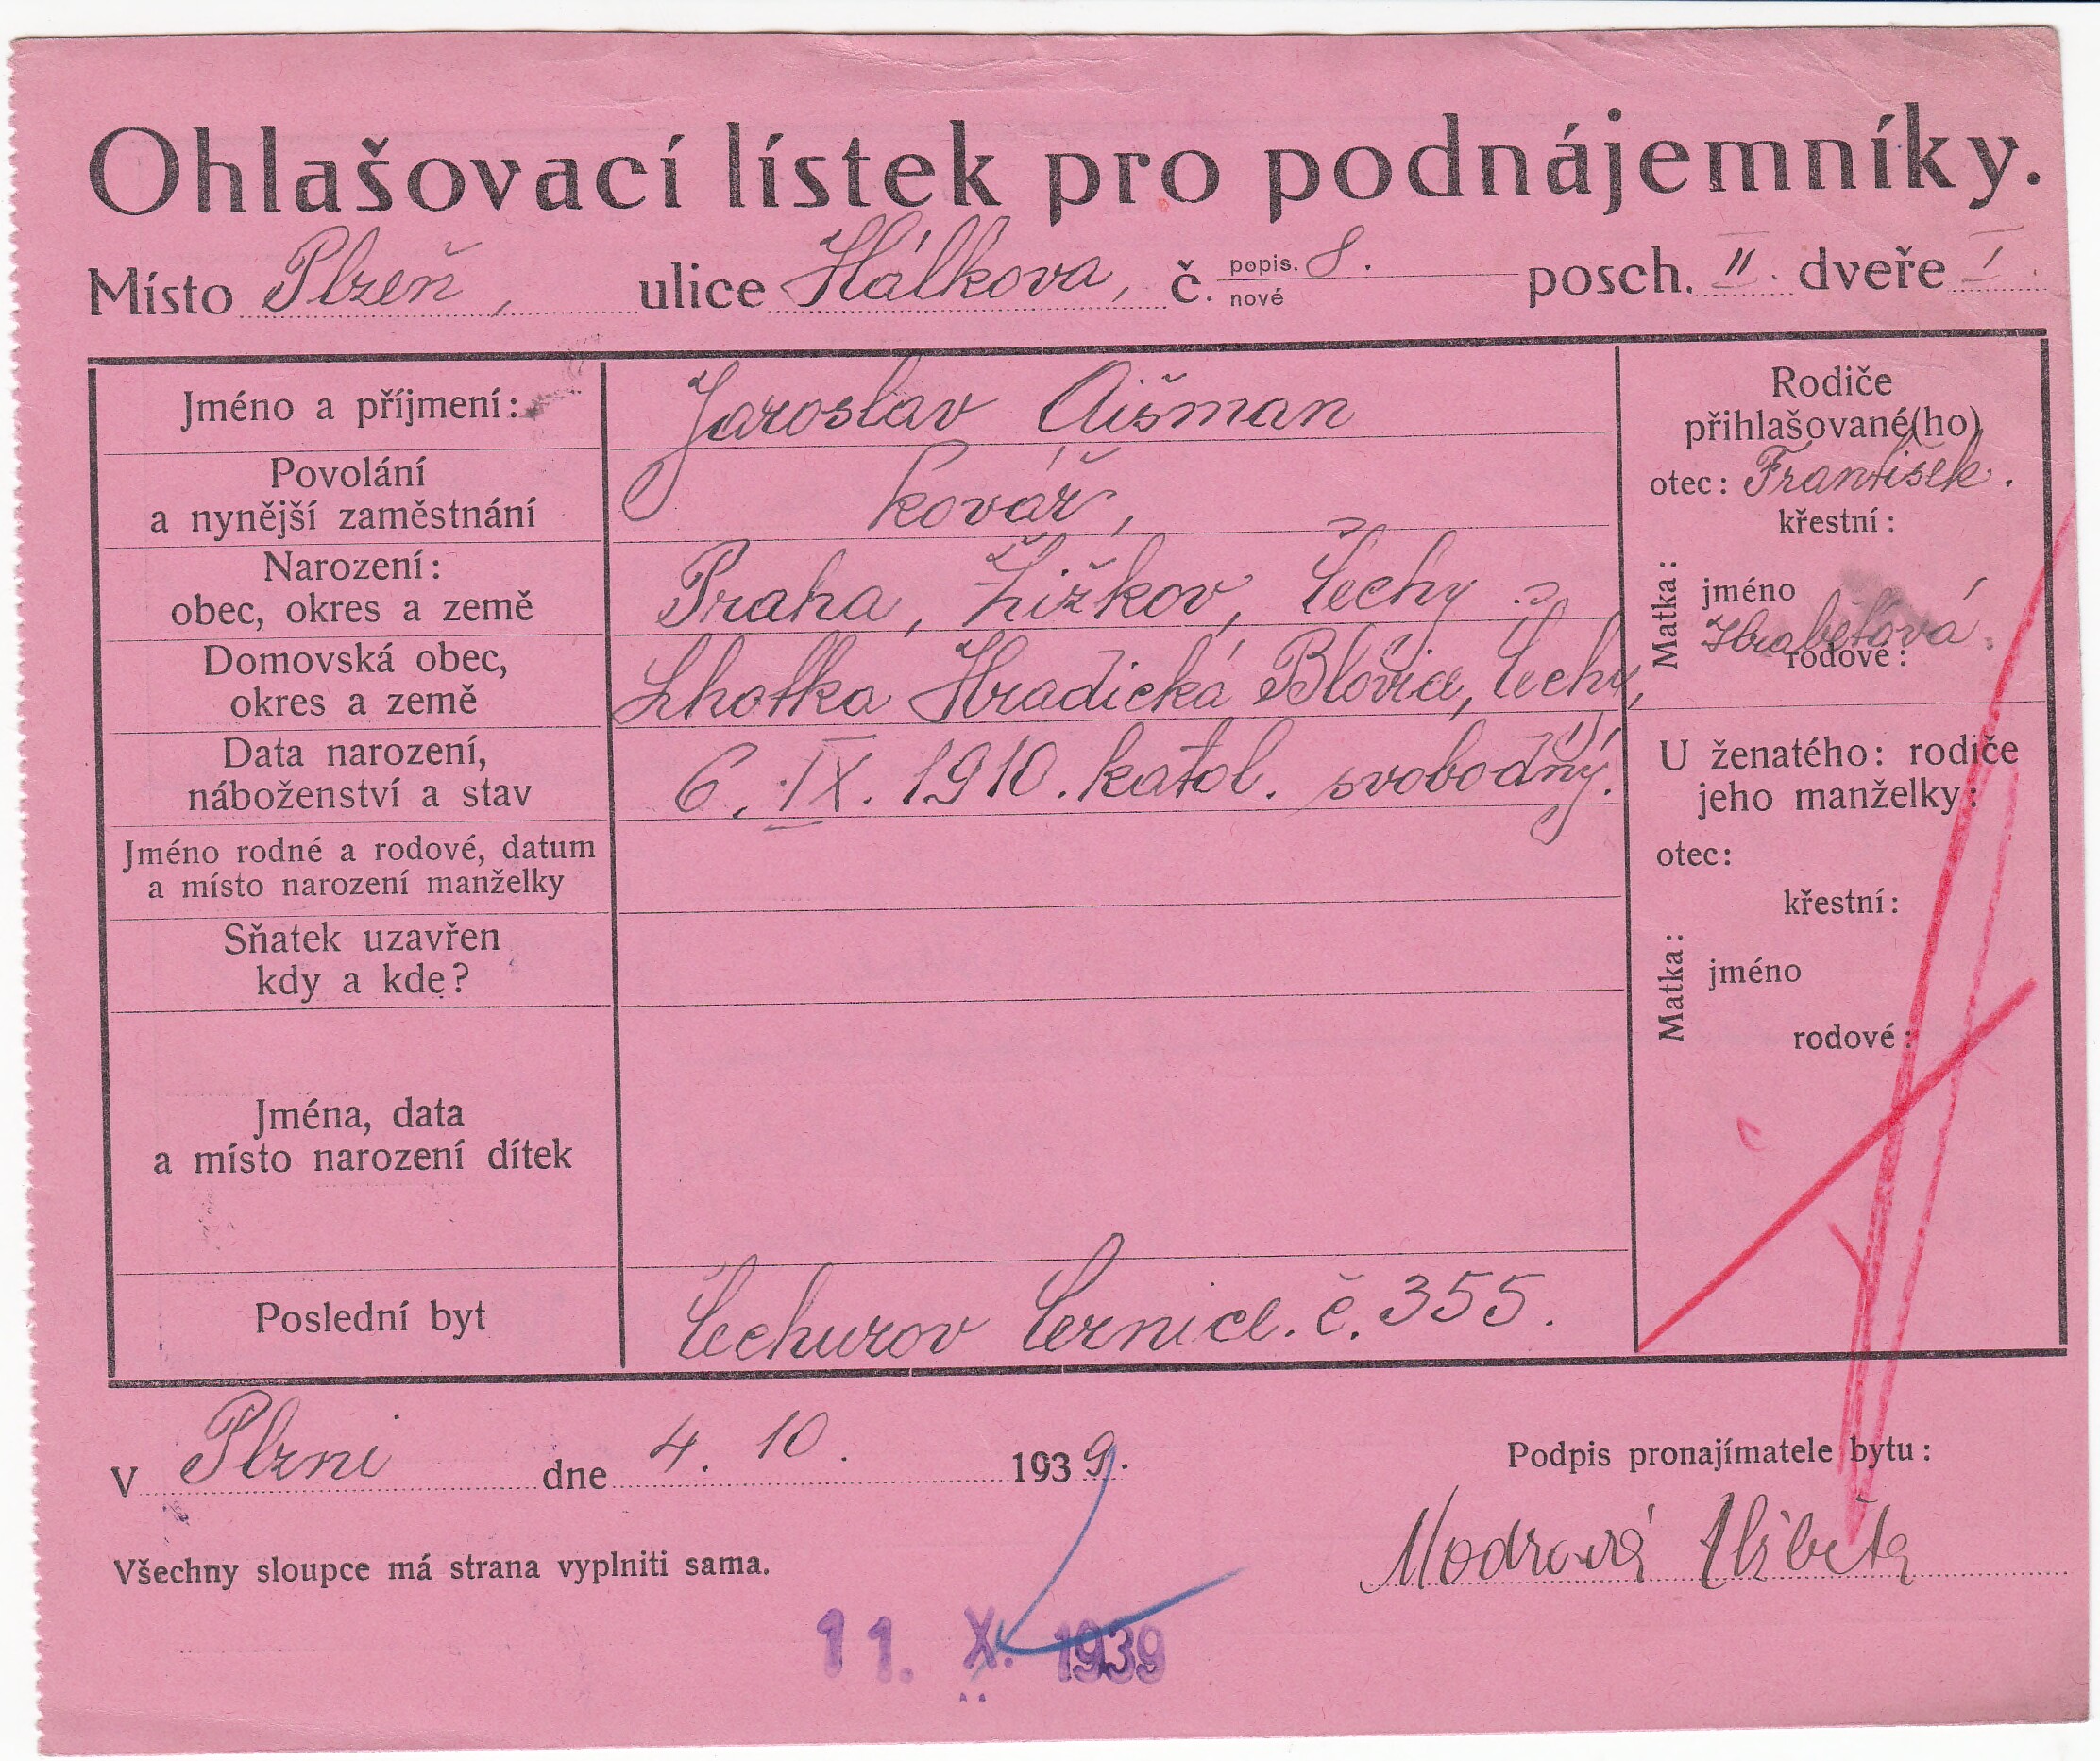 Ohlašovací lístek pro podnájemníky.
Místo Plzeň, ulice Hálkova, č. popis. 8. nové posch. II. dveře I.
Jméno a příjmení: Jaroslav Aišman
Povolání
a nynější zaměstnání
kovář,
Narození:
obec, okres a země
Praha, Žižkov, Čechy
Domovská obec,
okres a země
Lhotka Hradická Blovice, Čechy,
Data narození,
náboženství a stav
6. IX. 1910. katol. svobodný.
Jméno rodné a rodové, datum
a místo narození manželky
Sňatek uzavřen
kdy a kde?
Jména, data
a místo narození dítek
Poslední byt
Čechurov Černice. č. 355.
Rodiče
přihlašované(ho)
otec: František.
křestní:
Matka:
jméno
Hrabětová.
rodové:
U ženatého: rodiče
jeho manželky:
otec:
křestní:
Matka:
jméno
rodové:
V Plzni dne 4. 10. 1939.
Podpis pronajímatele bytu:
Modrová
Všechny sloupce má strana vyplniti sama.
11. X. 1939